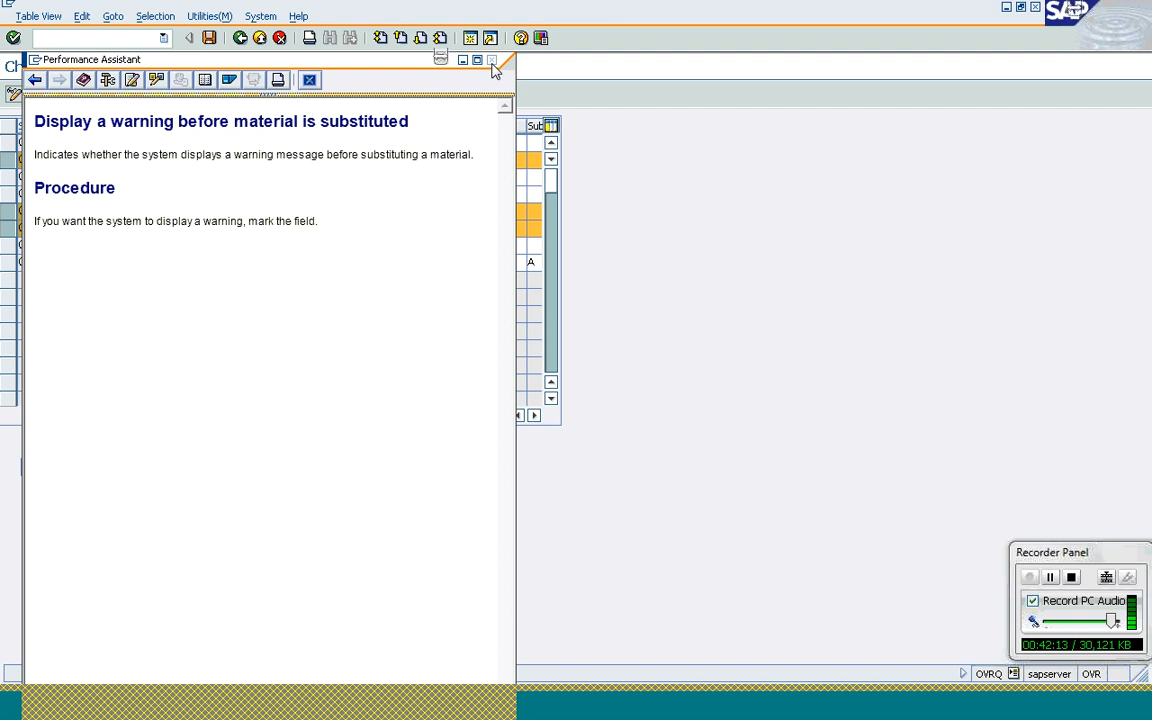 Table View Edit Goto Selection Utilities(M) System Help
SAP
Performance Assistant
Display a warning before material is substituted
Indicates whether the system displays a warning message before substituting a material.
Procedure
If you want the system to display a warning, mark the field.
Sub
A
Recorder Panel
Record PC Audio
00:42:13 / 30,121 KB
OVRQ sapserver OVR